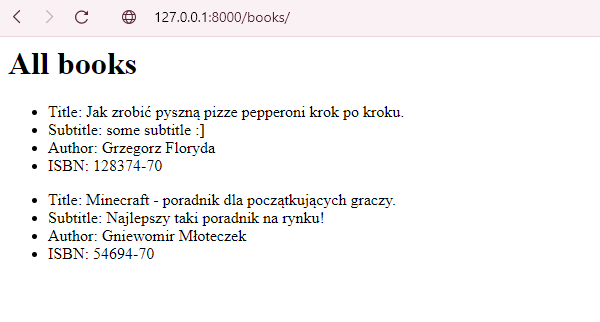 127.0.0.1:8000/books/
All books
Title: Jak zrobić pyszną pizze pepperoni krok po kroku.
Subtitle: some subtitle :]
Author: Grzegorz Floryda
ISBN: 128374-70
Title: Minecraft - poradnik dla początkujących graczy.
Subtitle: Najlepszy taki poradnik na rynku!
Author: Gniewomir Młoteczek
ISBN: 54694-70